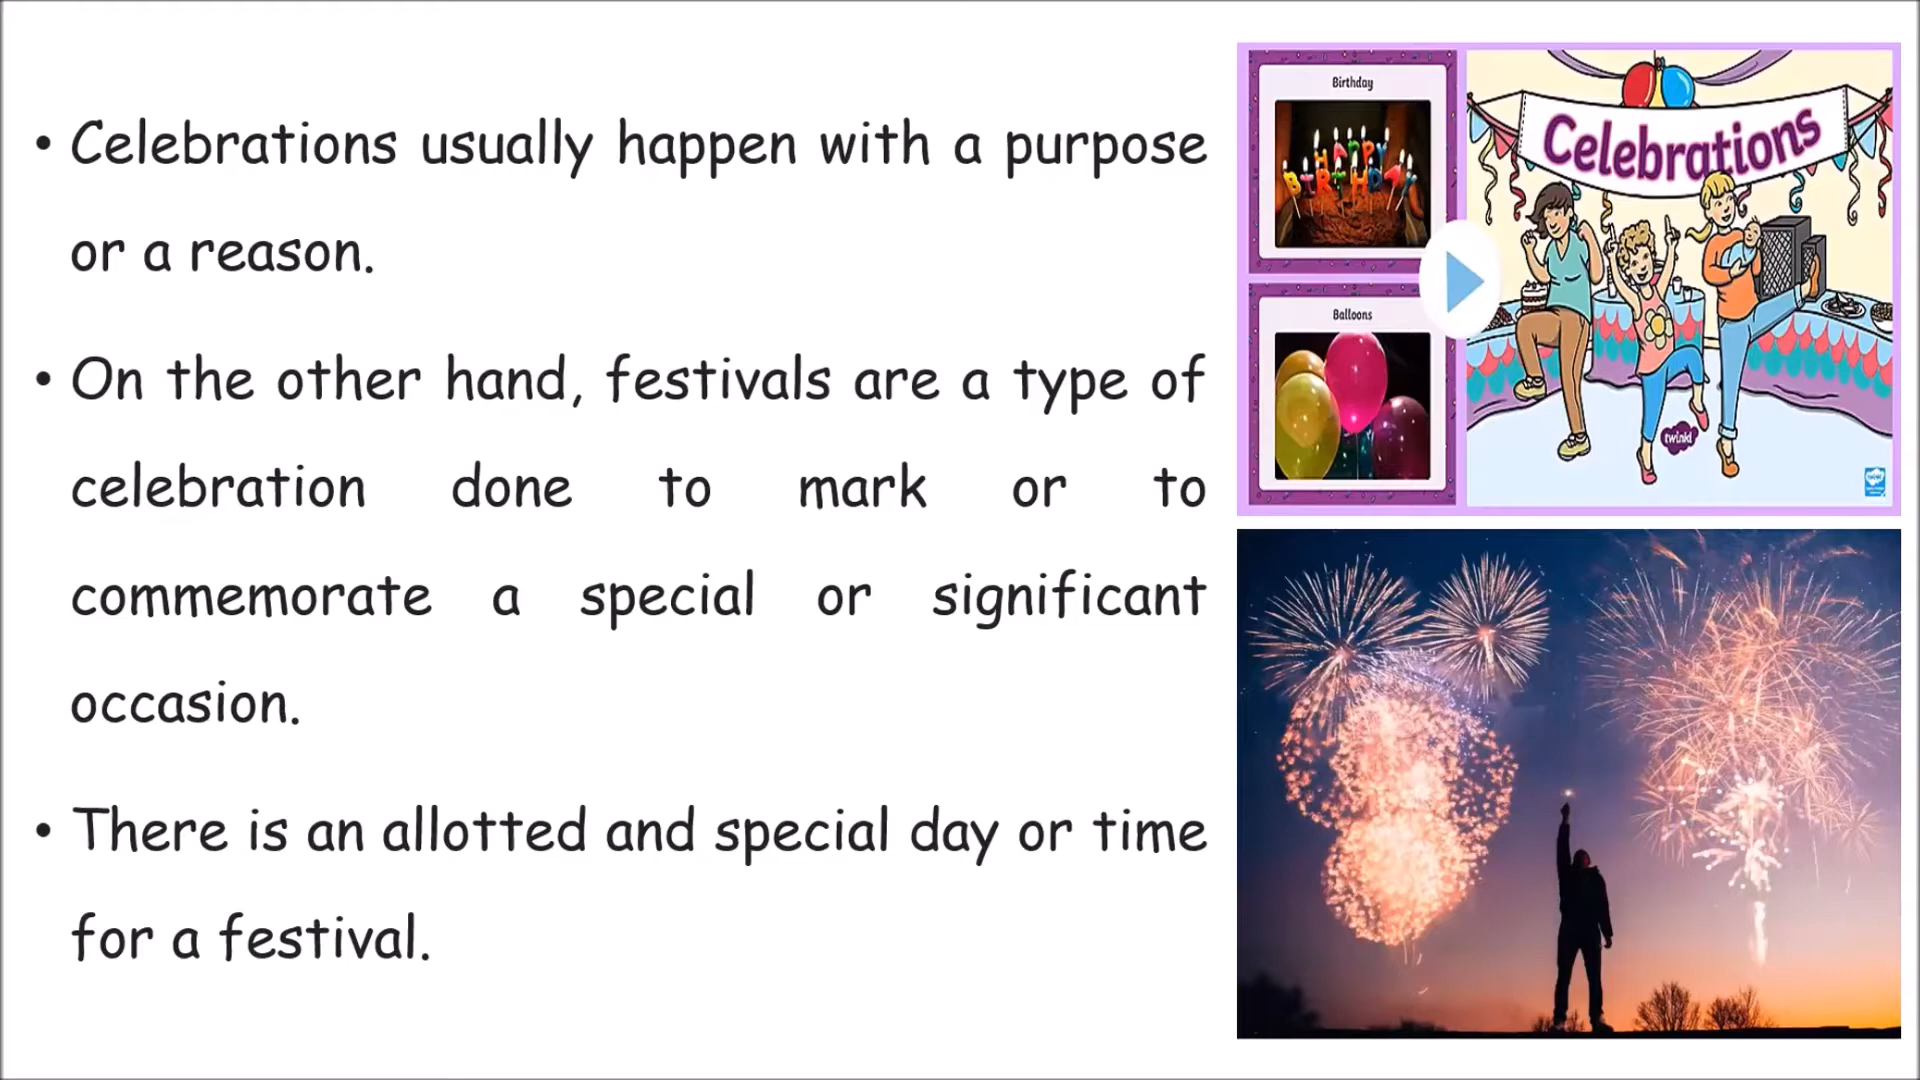 • Celebrations usually happen with a purpose
or a reason.
• On the other hand, festivals are a type of
celebration done to mark or to
commemorate a special or significant
occasion.
• There is an allotted and special day or time
for a festival.
Birthday
HAPPY
BIRTHDAY
Balloons
Celebrations
twinkl